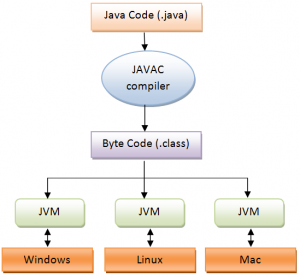 Java Code (.java)
JAVAC
compiler
Byte Code (.class)
JVM
JVM
JVM
Windows
Linux
Mac